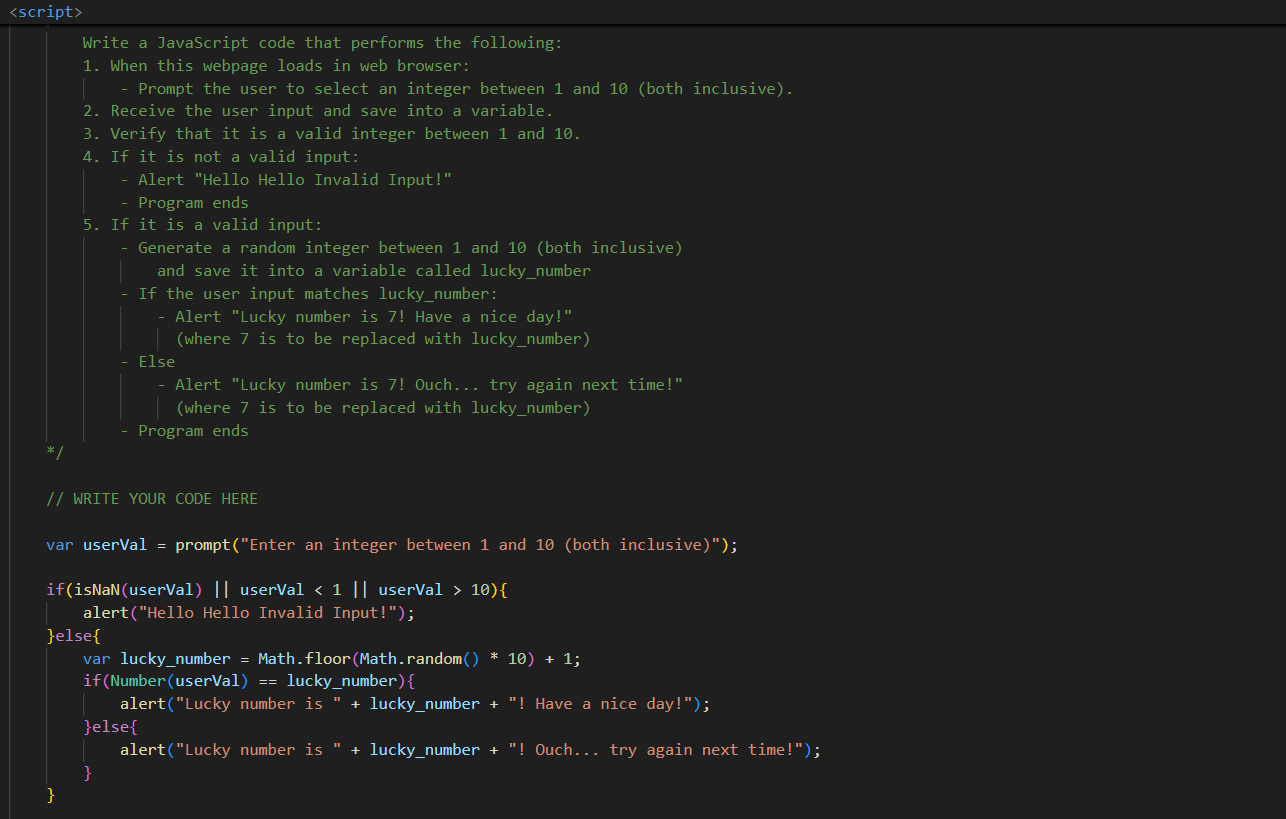 <script>
Write a JavaScript code that performs the following:
1. When this webpage loads in web browser:
- Prompt the user to select an integer between 1 and 10 (both inclusive).
2. Receive the user input and save into a variable.
3. Verify that it is a valid integer between 1 and 10.
4. If it is not a valid input:
- Alert "Hello Hello Invalid Input!"
- Program ends
5. If it is a valid input:
- Generate a random integer between 1 and 10 (both inclusive)
and save it into a variable called lucky_number
- If the user input matches lucky_number:
- Alert "Lucky number is 7! Have a nice day!"
(where 7 is to be replaced with lucky_number)
- Else
- Alert "Lucky number is 7! Ouch... try again next time!"
(where 7 is to be replaced with lucky_number)
- Program ends
*/
// WRITE YOUR CODE HERE
var userVal = prompt("Enter an integer between 1 and 10 (both inclusive)");
if(isNaN(userVal) || userVal < 1 || userVal > 10){
alert("Hello Hello Invalid Input!");
}else{
var lucky_number = Math.floor(Math.random() * 10) + 1;
if(Number(userVal) == lucky_number){
alert("Lucky number is " + lucky_number + "! Have a nice day!");
}else{
alert("Lucky number is " + lucky_number + "! Ouch... try again next time!");
}
}